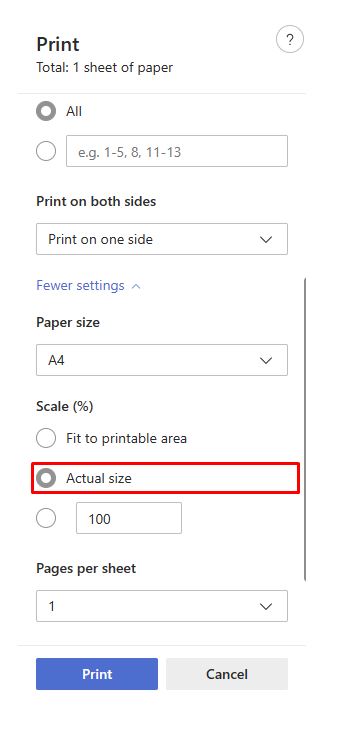 Print
?
Total: 1 sheet of paper
All
e.g. 1-5, 8, 11-13
Print on both sides
Print on one side
Fewer settings
Paper size
A4
Scale (%)
Fit to printable area
Actual size
100
Pages per sheet
1
Print
Cancel